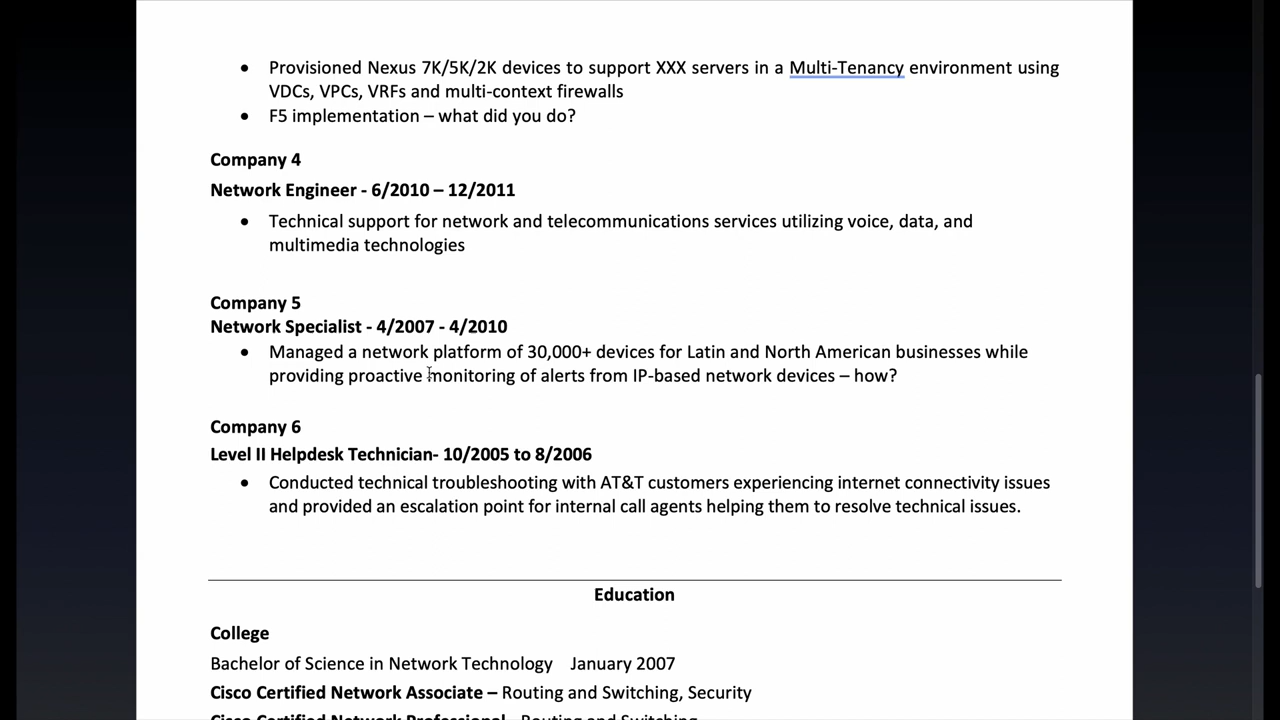 • Provisioned Nexus 7K/5K/2K devices to support XXX servers in a Multi-Tenancy environment using
VDCs, VPCs, VRFs and multi-context firewalls
• F5 implementation – what did you do?
Company 4
Network Engineer - 6/2010 – 12/2011
• Technical support for network and telecommunications services utilizing voice, data, and
multimedia technologies
Company 5
Network Specialist - 4/2007 - 4/2010
• Managed a network platform of 30,000+ devices for Latin and North American businesses while
providing proactive monitoring of alerts from IP-based network devices – how?
Company 6
Level II Helpdesk Technician- 10/2005 to 8/2006
• Conducted technical troubleshooting with AT&T customers experiencing internet connectivity issues
and provided an escalation point for internal call agents helping them to resolve technical issues.
Education
College
Bachelor of Science in Network Technology January 2007
Cisco Certified Network Associate – Routing and Switching, Security
Cisco Certified Network Professional - Routing and Switching